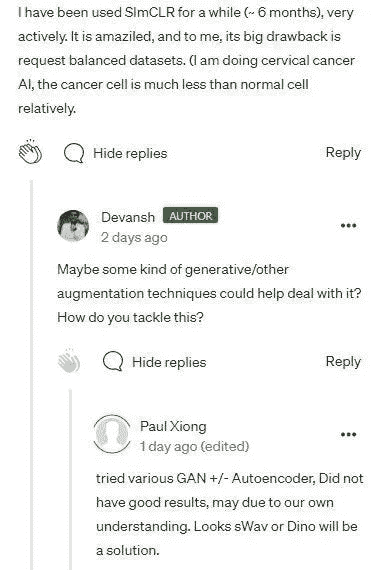 I have been used SImCLR for a while (~ 6 months), very
actively. It is amaziled, and to me, its big drawback is
request balanced datasets. (I am doing cervical cancer
AI, the cancer cell is much less than normal cell
relatively.
Hide replies Reply
Devansh AUTHOR
2 days ago
Maybe some kind of generative/other
augmentation techniques could help deal with it?
How do you tackle this?
Hide replies Reply
Paul Xiong
1 day ago (edited)
tried various GAN +/- Autoencoder, Did not
have good results, may due to our own
understanding. Looks sWav or Dino will be
a solution.